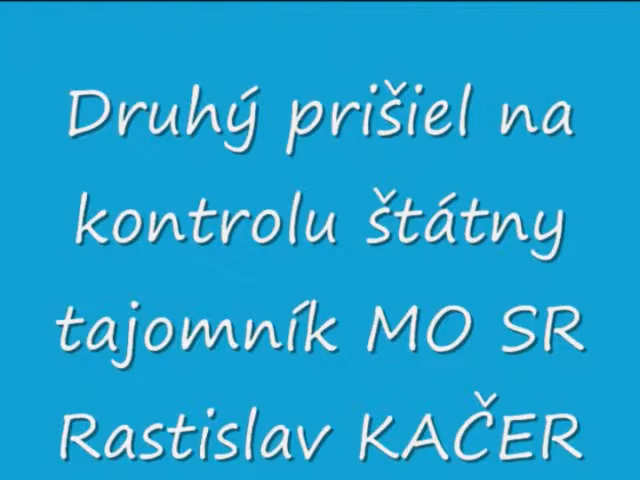 Druhý prišiel na
kontrolu štátny
tajomník MO SR
Rastislav KAČER